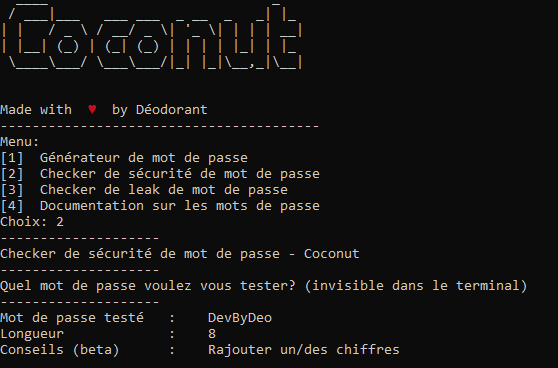 Coconut
Made with ♥ by Déodorant
----------------------------------------
Menu:
[1] Générateur de mot de passe
[2] Checker de sécurité de mot de passe
[3] Checker de leak de mot de passe
[4] Documentation sur les mots de passe
Choix: 2
--------------------
Checker de sécurité de mot de passe - Coconut
--------------------
Quel mot de passe voulez vous tester? (invisible dans le terminal)
--------------------
Mot de passe testé : DevByDeo
Longueur : 8
Conseils (beta) : Rajouter un/des chiffres